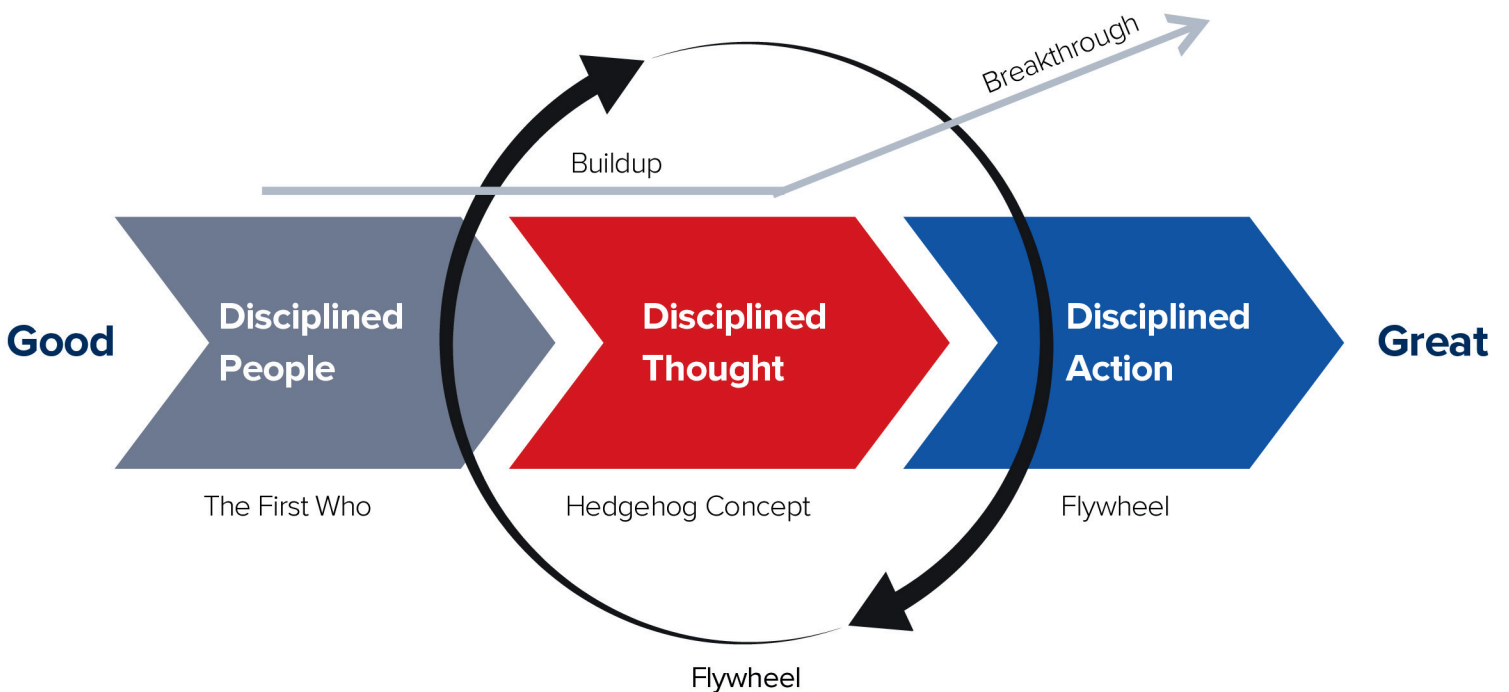 Breakthrough
Buildup
Good
Disciplined
People
Disciplined
Thought
Disciplined
Action
Great
The First Who
Hedgehog Concept
Flywheel
Flywheel